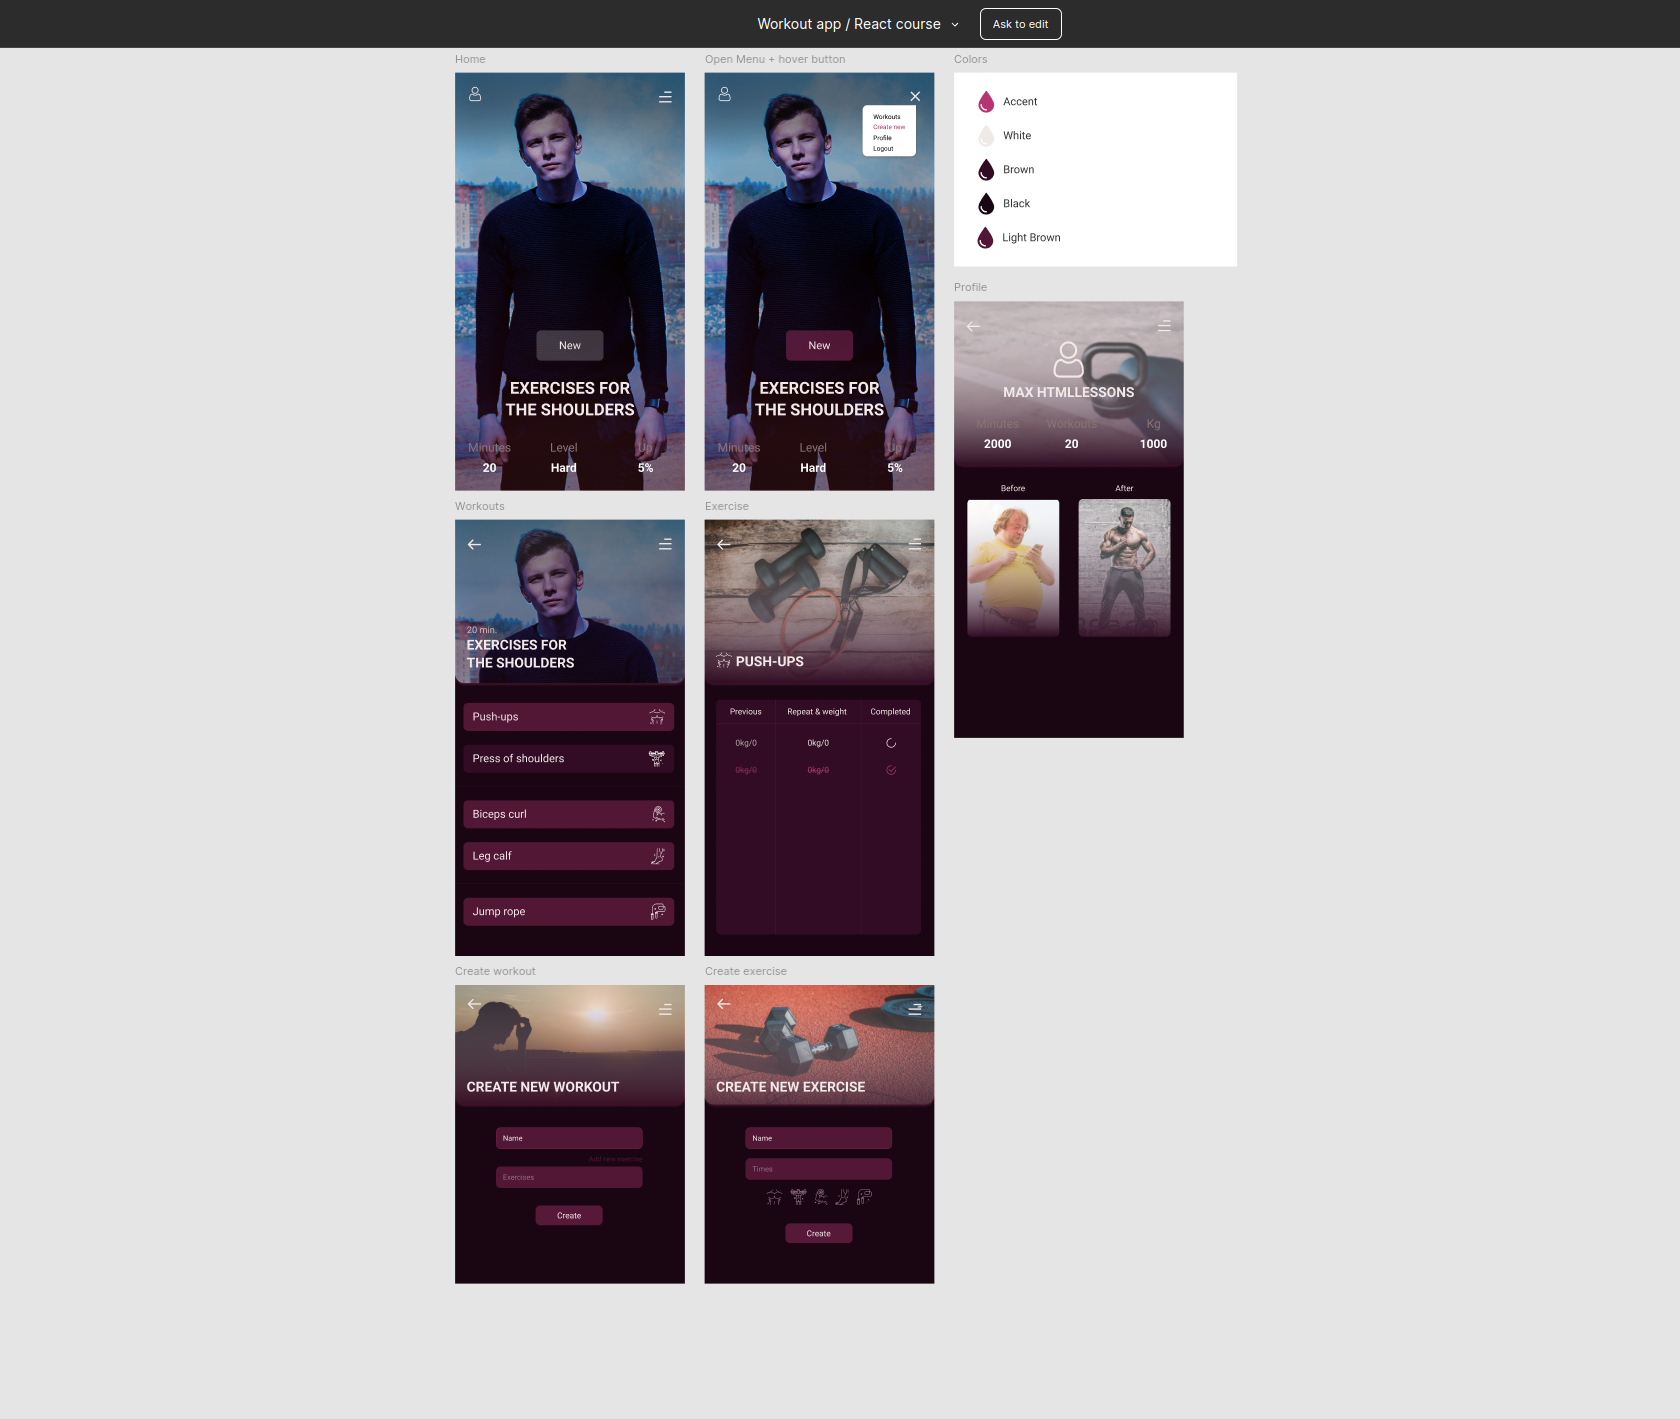 Workout app / React course
Ask to edit
Home
Open Menu + hover button
Colors
New
EXERCISES FOR
THE SHOULDERS
Minutes
Level
Up
20
Hard
5%
Workouts
Create new
Profile
Logout
New
EXERCISES FOR
THE SHOULDERS
Minutes
Level
Up
20
Hard
5%
Accent
White
Brown
Black
Light Brown
Profile
MAX HTMLLESSONS
Minutes
Workouts
Kg
2000
20
1000
Before
After
Workouts
Exercise
20 min.
EXERCISES FOR
THE SHOULDERS
Push-ups
Press of shoulders
Biceps curl
Leg calf
Jump rope
PUSH-UPS
Previous
Repeat & weight
Completed
0kg/0
0kg/0
0kg/0
0kg/0
Create workout
Create exercise
CREATE NEW WORKOUT
Name
Add new exercise
Exercises
Create
CREATE NEW EXERCISE
Name
Times
Create